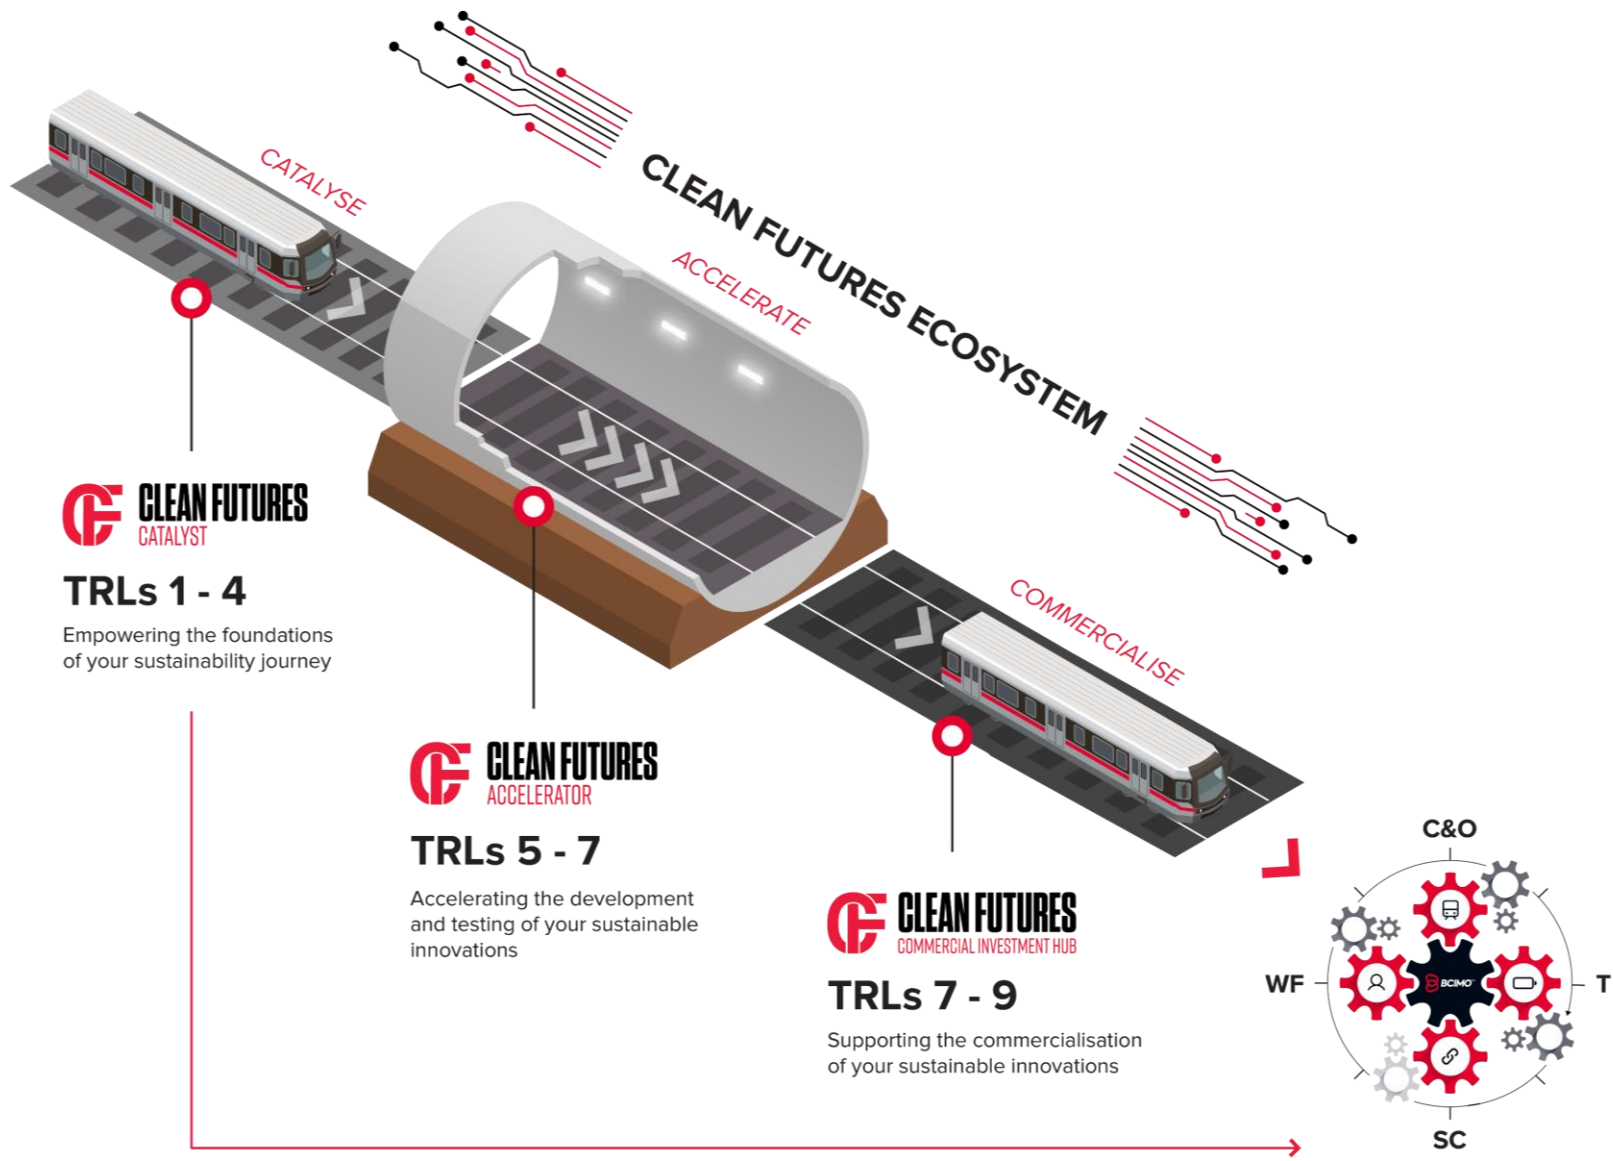 CLEAN FUTURES ECOSYSTEM
CATALYSE
ACCELERATE
COMMERCIALISE
CLEAN FUTURES
CATALYST
TRLs 1 - 4
Empowering the foundations
of your sustainability journey
CLEAN FUTURES
ACCELERATOR
TRLs 5 - 7
Accelerating the development
and testing of your sustainable
innovations
CLEAN FUTURES
COMMERCIAL INVESTMENT HUB
TRLs 7 - 9
Supporting the commercialisation
of your sustainable innovations
C&O
WF
BCIMO™
T
SC